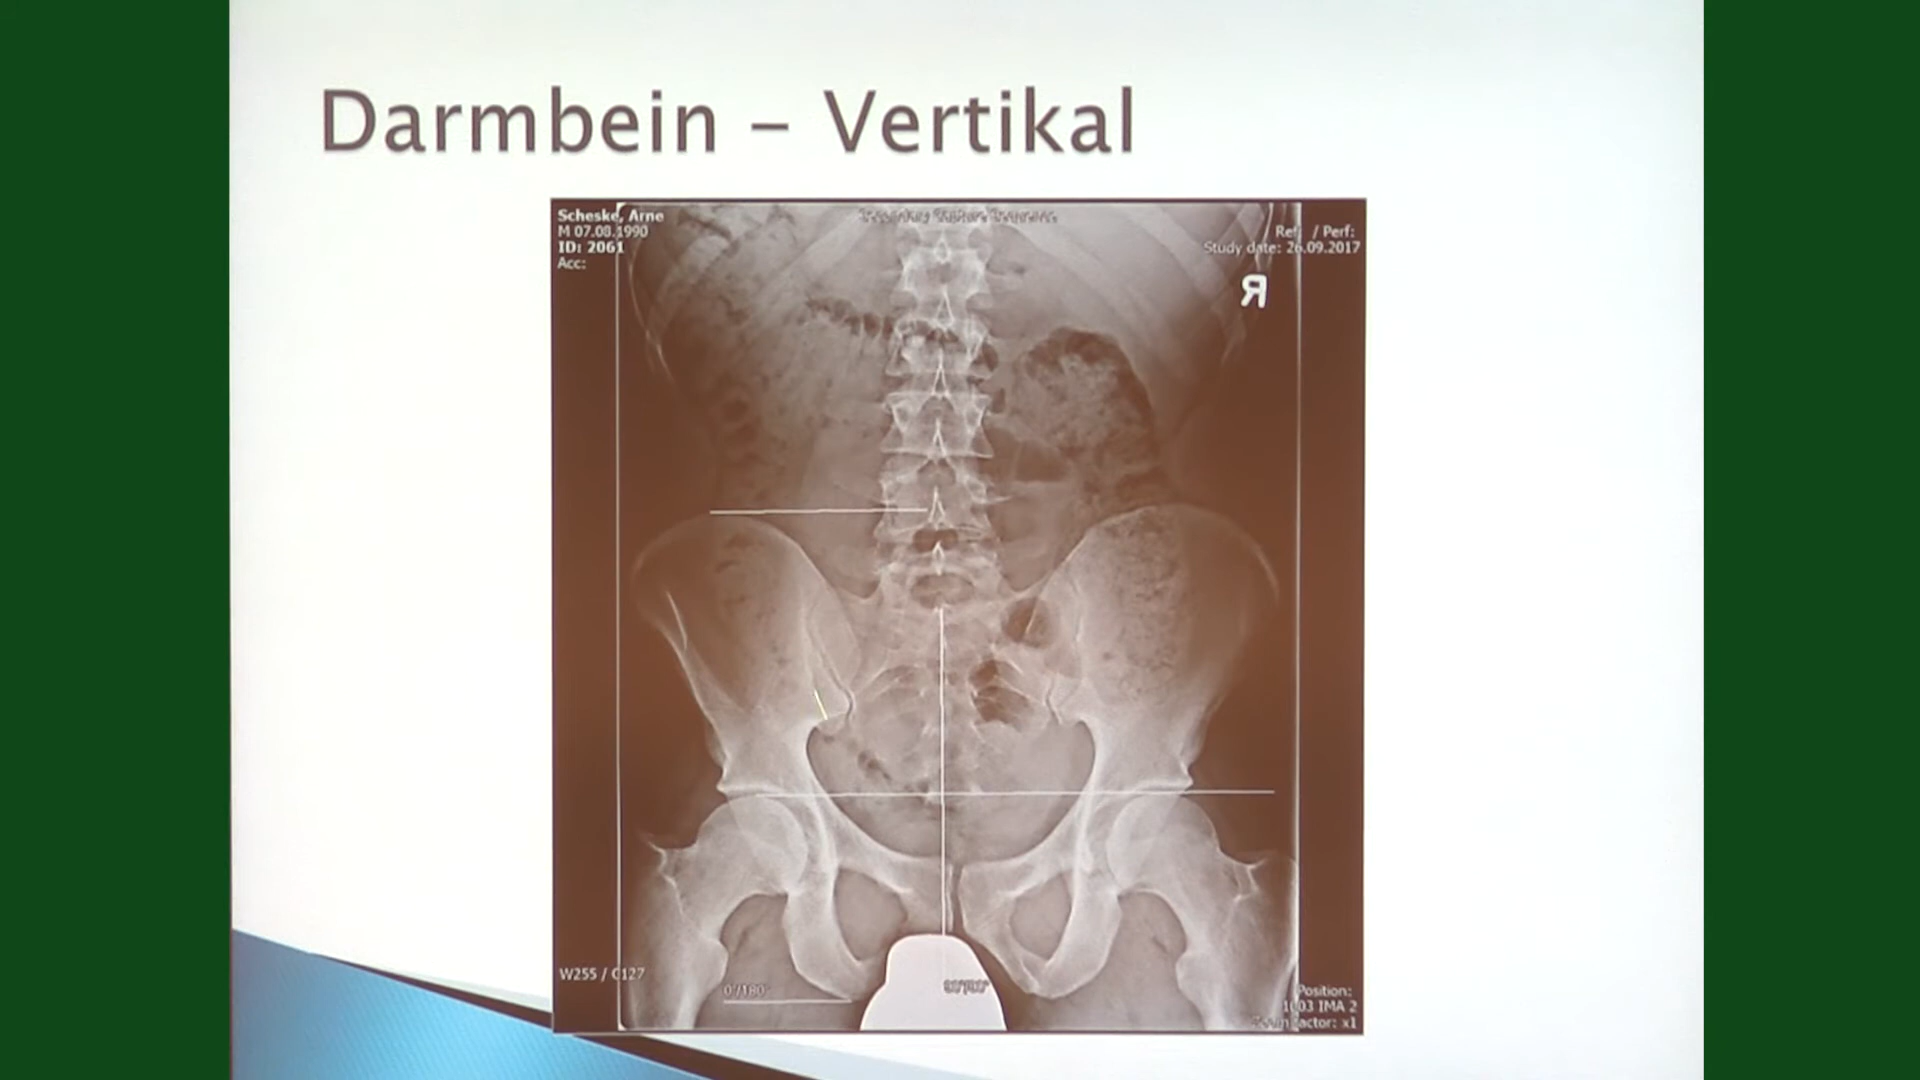 Darmbein – Vertikal
Scheske, Arne
M 07.08.1990
ID: 2061
Acc:
Ref / Perf:
Study date: 26.09.2017
R
W255 / C127
0°/180°
Position:
1003 IMA 2
Zoom factor: x1